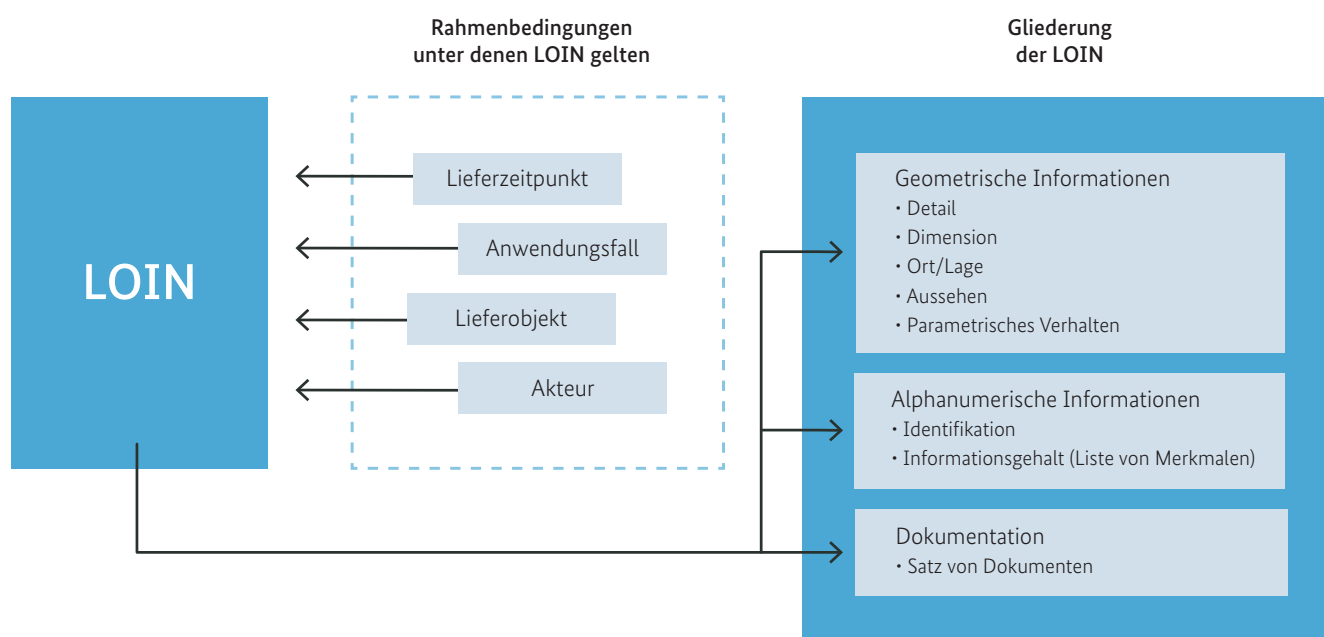 Rahmenbedingungen
unter denen LOIN gelten
Gliederung
der LOIN
LOIN
Lieferzeitpunkt
Anwendungsfall
Lieferobjekt
Akteur
Geometrische Informationen
• Detail
• Dimension
• Ort/Lage
• Aussehen
• Parametrisches Verhalten
Alphanumerische Informationen
• Identifikation
• Informationsgehalt (Liste von Merkmalen)
Dokumentation
• Satz von Dokumenten